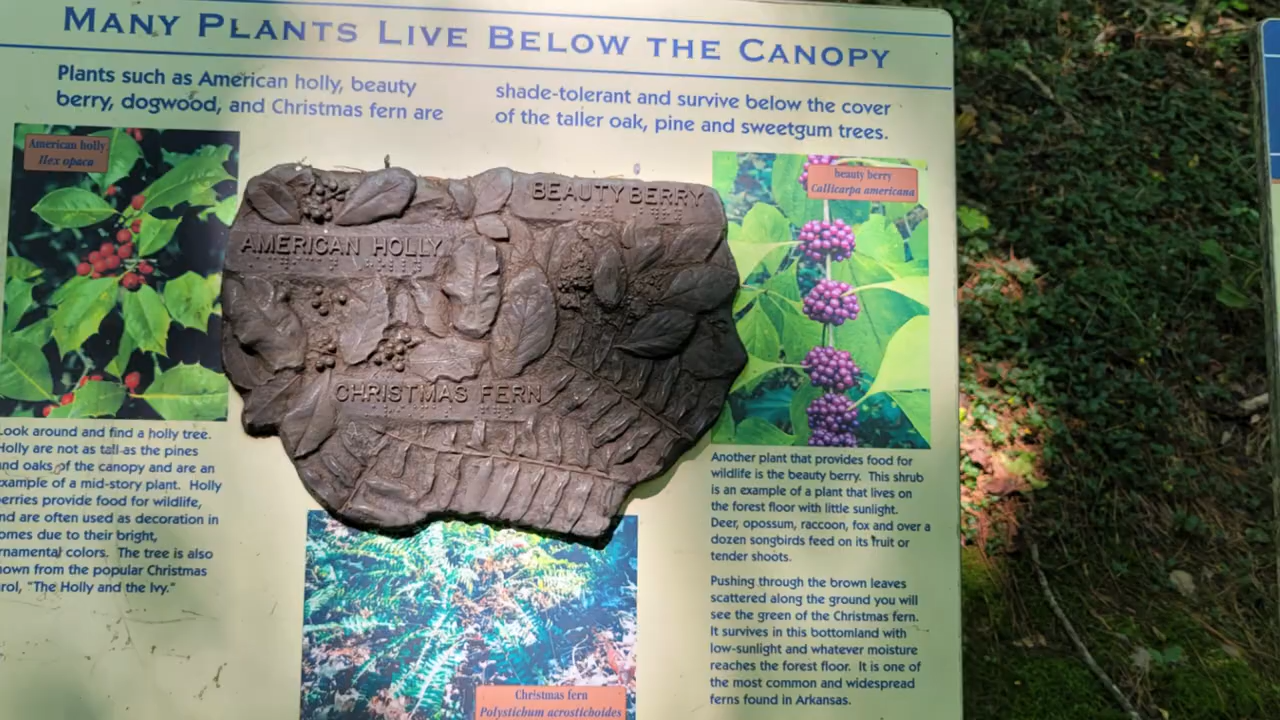 MANY PLANTS LIVE BELOW THE CANOPY
Plants such as American holly, beauty
berry, dogwood, and Christmas fern are
shade-tolerant and survive below the cover
of the taller oak, pine and sweetgum trees.
American holly
Ilex opaca
BEAUTY BERRY
AMERICAN HOLLY
CHRISTMAS FERN
beauty berry
Callicarpa americana
Look around and find a holly tree.
Holly are not as tall as the pines
nd oaks of the canopy and are an
xample of a mid-story plant. Holly
erries provide food for wildlife,
nd are often used as decoration in
omes due to their bright,
rnamental colors. The tree is also
nown from the popular Christmas
rol, "The Holly and the Ivy."
Another plant that provides food for
wildlife is the beauty berry. This shrub
is an example of a plant that lives on
the forest floor with little sunlight.
Deer, opossum, raccoon, fox and over a
dozen songbirds feed on its fruit or
tender shoots.
Pushing through the brown leaves
scattered along the ground you will
see the green of the Christmas fern.
It survives in this bottomland with
low-sunlight and whatever moisture
reaches the forest floor. It is one of
the most common and widespread
ferns found in Arkansas.
Christmas fern
Polystichum acrostichoides